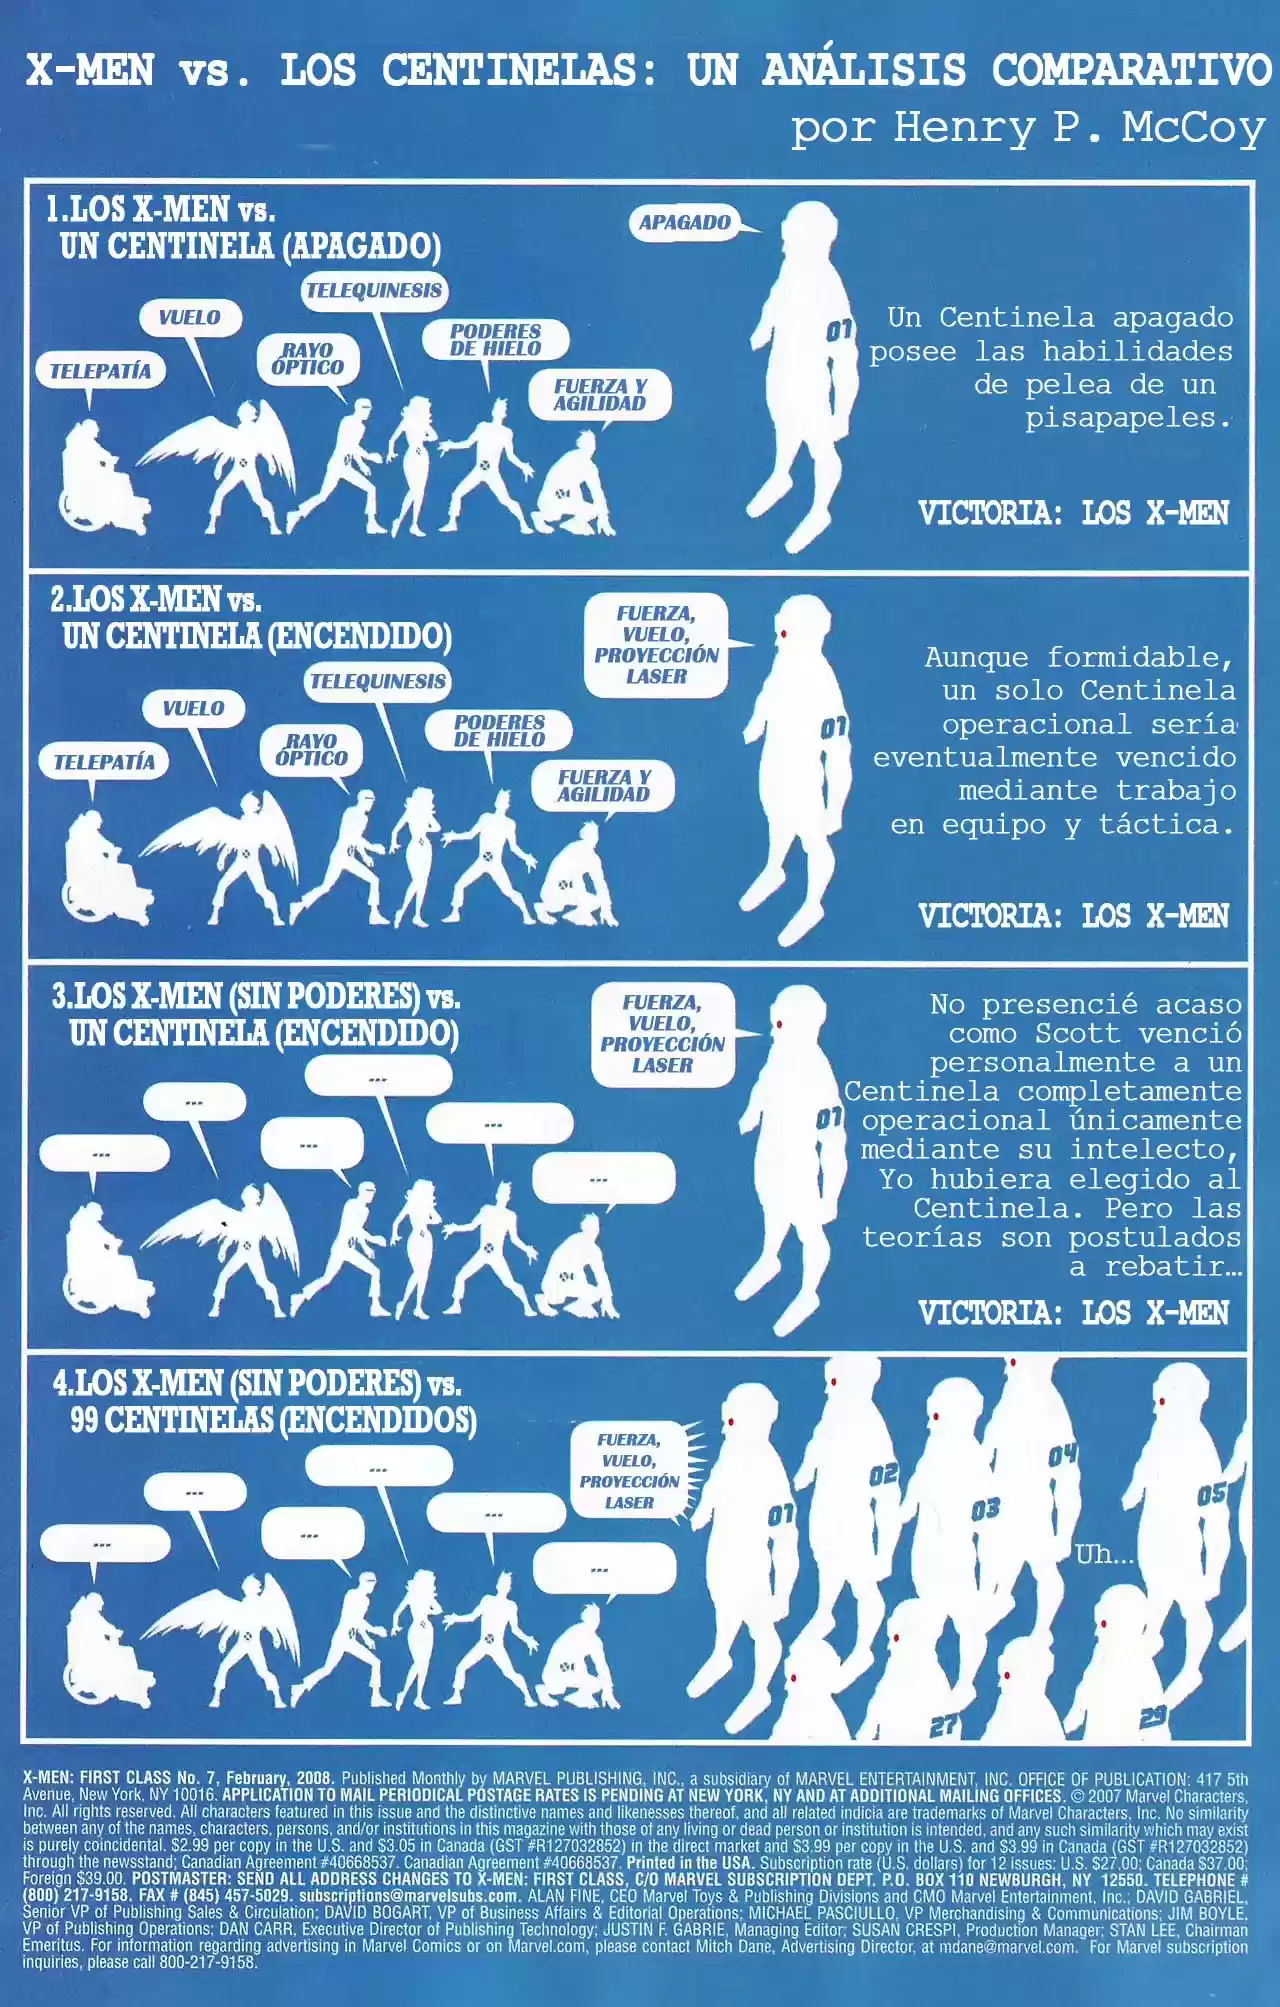 X-MEN vs. LOS CENTINELAS: UN ANÁLISIS COMPARATIVO
por Henry P. McCoy
1.LOS X-MEN vs.
UN CENTINELA (APAGADO)
TELEPATÍA
VUELO
RAYO
ÓPTICO
TELEQUINESIS
PODERES
DE HIELO
FUERZA Y
AGILIDAD
APAGADO
01
Un Centinela apagado
posee las habilidades
de pelea de un
pisapapeles.
VICTORIA: LOS X-MEN
2.LOS X-MEN vs.
UN CENTINELA (ENCENDIDO)
TELEPATÍA
VUELO
RAYO
ÓPTICO
TELEQUINESIS
PODERES
DE HIELO
FUERZA Y
AGILIDAD
FUERZA,
VUELO,
PROYECCIÓN
LASER
01
Aunque formidable,
un solo Centinela
operacional sería
eventualmente vencido
mediante trabajo
en equipo y táctica.
VICTORIA: LOS X-MEN
3.LOS X-MEN (SIN PODERES) vs.
UN CENTINELA (ENCENDIDO)
...
...
...
...
...
...
FUERZA,
VUELO,
PROYECCIÓN
LASER
01
No presencié acaso
como Scott venció
personalmente a un
Centinela completamente
operacional únicamente
mediante su intelecto,
Yo hubiera elegido al
Centinela. Pero las
teorías son postulados
a rebatir…
VICTORIA: LOS X-MEN
4.LOS X-MEN (SIN PODERES) vs.
99 CENTINELAS (ENCENDIDOS)
...
...
...
...
...
...
FUERZA,
VUELO,
PROYECCIÓN
LASER
01
02
03
04
05
Uh...
27
29
X-MEN: FIRST CLASS No. 7, February, 2008. Published Monthly by MARVEL PUBLISHING, INC., a subsidiary of MARVEL ENTERTAINMENT, INC. OFFICE OF PUBLICATION: 417 5th
Avenue, New York, NY 10016. APPLICATION TO MAIL PERIODICAL POSTAGE RATES IS PENDING AT NEW YORK, NY AND AT ADDITIONAL MAILING OFFICES. © 2007 Marvel Characters,
Inc. All rights reserved. All characters featured in this issue and the distinctive names and likenesses thereof, and all related indicia are trademarks of Marvel Characters, Inc. No similarity
between any of the names, characters, persons, and/or institutions in this magazine with those of any living or dead person or institution is intended, and any such similarity which may exist
is purely coincidental. $2.99 per copy in the U.S. and $3.05 in Canada (GST #R127032852) in the direct market and $3.99 per copy in the U.S. and $3.99 in Canada (GST #R127032852)
through the newsstand; Canadian Agreement #40668537. Canadian Agreement #40668537. Printed in the USA. Subscription rate (U.S. dollars) for 12 issues: U.S. $27.00; Canada $37.00;
Foreign $39.00. POSTMASTER: SEND ALL ADDRESS CHANGES TO X-MEN: FIRST CLASS, C/O MARVEL SUBSCRIPTION DEPT. P.O. BOX 110 NEWBURGH, NY 12550. TELEPHONE #
(800) 217-9158. FAX # (845) 457-5029. subscriptions@marvelsubs.com. ALAN FINE, CEO Marvel Toys & Publishing Divisions and CMO Marvel Entertainment, Inc.; DAVID GABRIEL,
Senior VP of Publishing Sales & Circulation; DAVID BOGART, VP of Business Affairs & Editorial Operations; MICHAEL PASCIULLO, VP Merchandising & Communications; JIM BOYLE,
VP of Publishing Operations; DAN CARR, Executive Director of Publishing Technology; JUSTIN F. GABRIE, Managing Editor; SUSAN CRESPI, Production Manager; STAN LEE, Chairman
Emeritus. For information regarding advertising in Marvel Comics or on Marvel.com, please contact Mitch Dane, Advertising Director, at mdane@marvel.com. For Marvel subscription
inquiries, please call 800-217-9158.